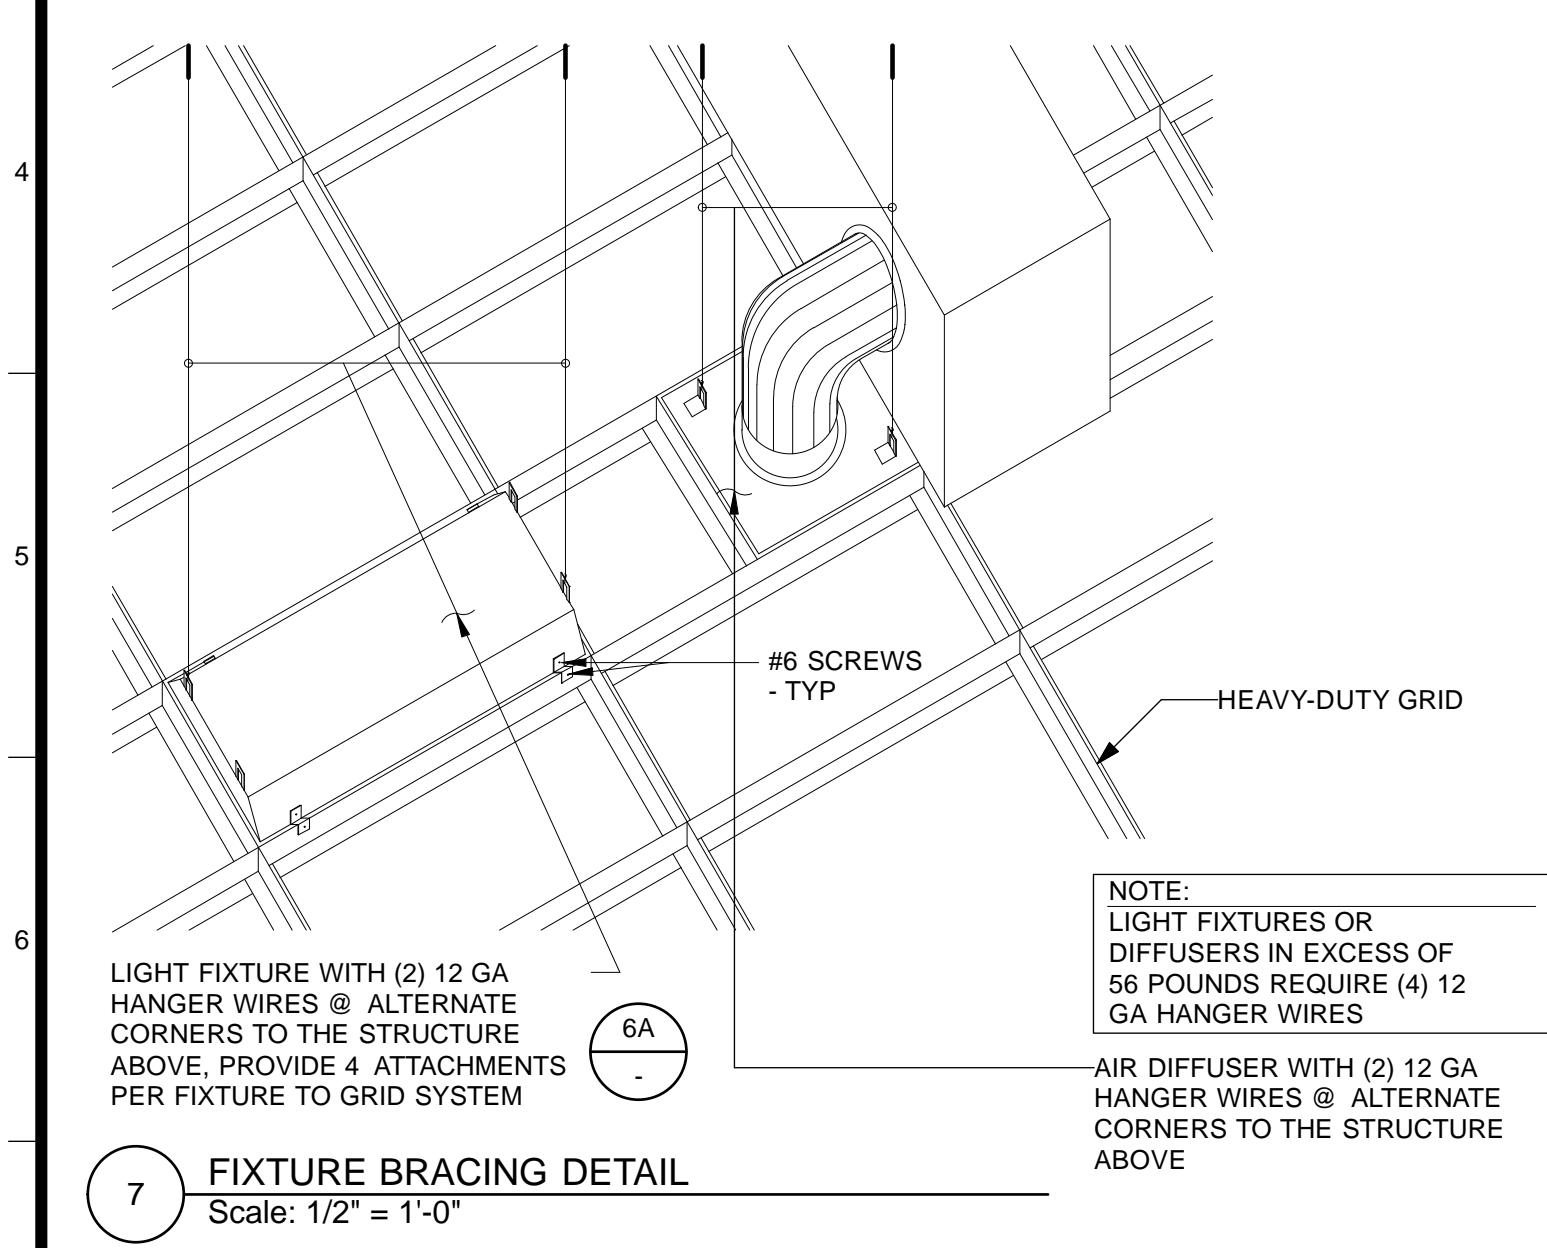 4
5
6
#6 SCREWS
- TYP
HEAVY-DUTY GRID
NOTE:
LIGHT FIXTURES OR
DIFFUSERS IN EXCESS OF
56 POUNDS REQUIRE (4) 12
GA HANGER WIRES
LIGHT FIXTURE WITH (2) 12 GA
HANGER WIRES @ ALTERNATE
CORNERS TO THE STRUCTURE
ABOVE, PROVIDE 4 ATTACHMENTS
PER FIXTURE TO GRID SYSTEM
6A
-
AIR DIFFUSER WITH (2) 12 GA
HANGER WIRES @ ALTERNATE
CORNERS TO THE STRUCTURE
ABOVE
7
FIXTURE BRACING DETAIL
Scale: 1/2" = 1'-0"